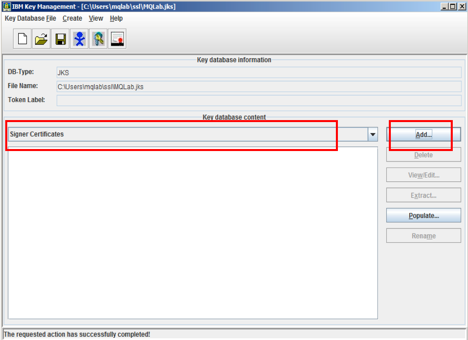 IBM Key Management - [C:\Users\mqlab\ssl\MQLab.jks]
Key Database File Create View Help
Key database information
DB-Type: JKS
File Name: C:\Users\mqlab\ssl\MQLab.jks
Token Label:
Key database content
Signer Certificates
Add...
Delete
View/Edit...
Extract...
Populate...
Rename
The requested action has successfully completed!